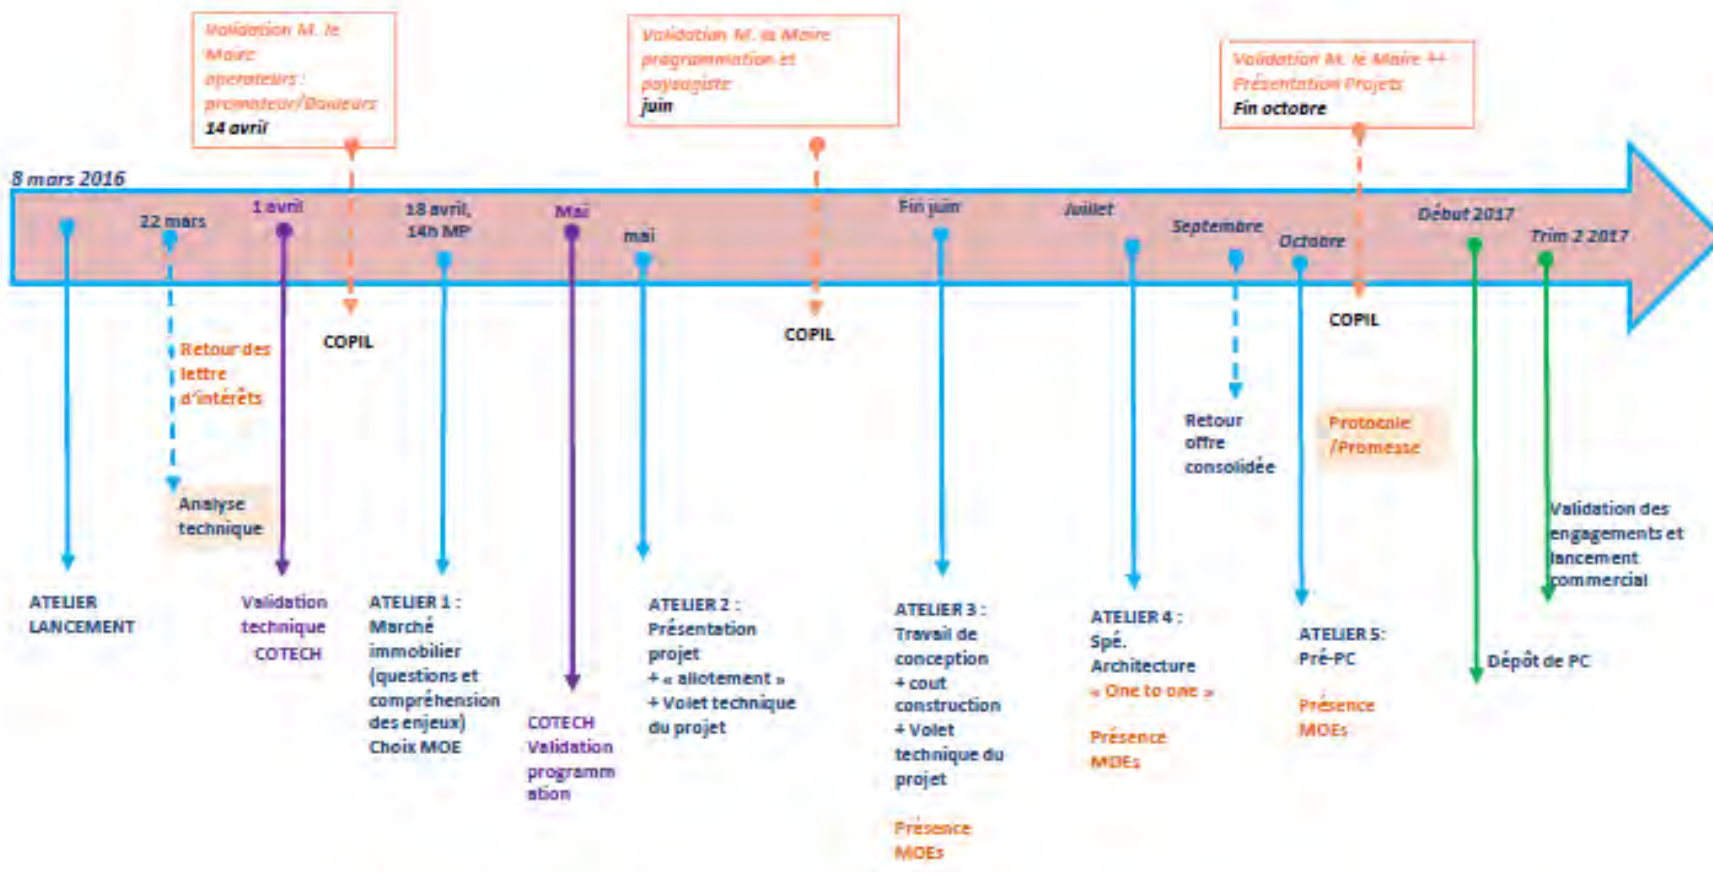 Validation M. le
Maire
operateurs :
promoteur/Bailleurs
14 avril
Validation M. le Maire
programmation et
paysagiste
juin
Validation M. le Maire ++
Présentation Projets
Fin octobre
8 mars 2016
22 mars
1 avril
18 avril,
14h MP
Mai
mai
Fin juin
Juillet
Septembre
Octobre
Début 2017
Trim 2 2017
Retour des
lettre
d'intérêts
COPIL
COPIL
COPIL
Analyse
technique
Retour
offre
consolidée
Protocole
/Promesse
Validation des
engagements et
lancement
commercial
ATELIER
LANCEMENT
Validation
technique
COTECH
ATELIER 1 :
Marché
immobilier
(questions et
compréhension
des enjeux)
Choix MOE
COTECH
Validation
programm
ation
ATELIER 2 :
Présentation
projet
+ « allotement »
+ Volet technique
du projet
ATELIER 3 :
Travail de
conception
+ cout
construction
+ Volet
technique du
projet
Présence
MOEs
ATELIER 4 :
Spé.
Architecture
« One to one »
Présence
MOEs
ATELIER 5:
Pré-PC
Présence
MOEs
Dépôt de PC